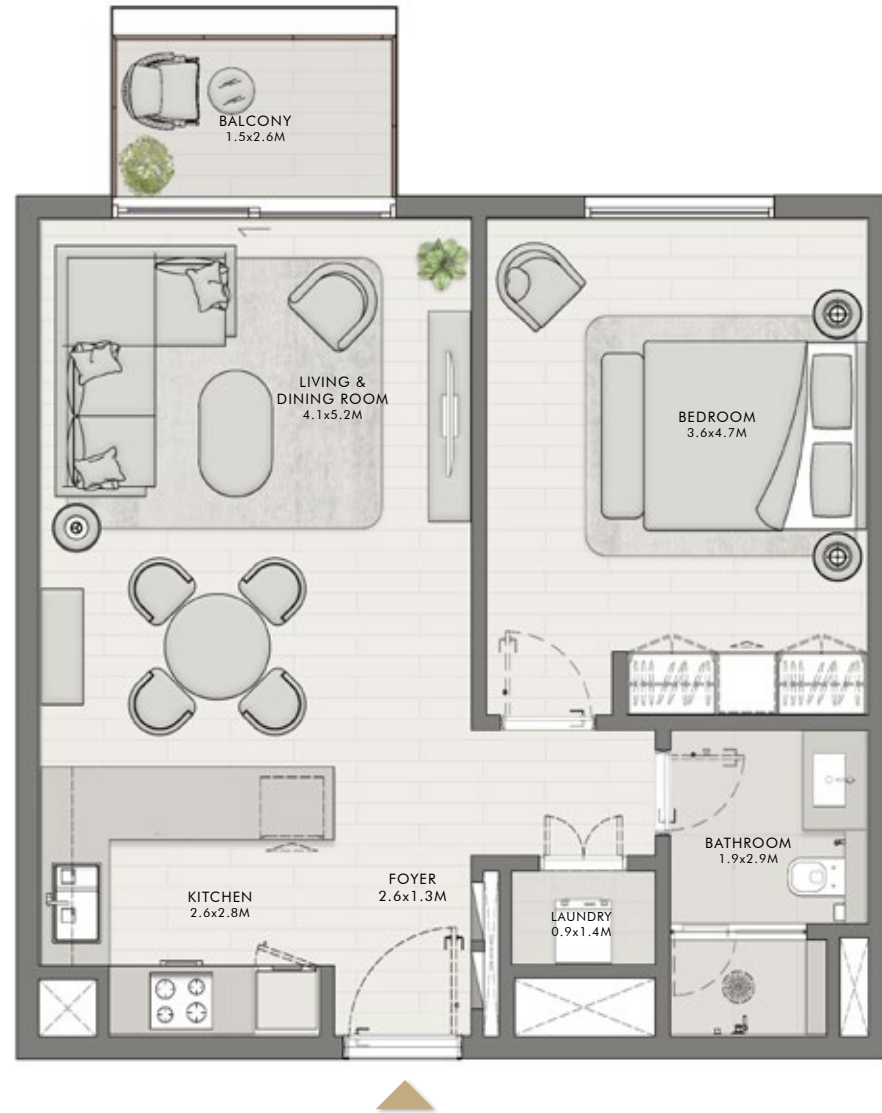 BALCONY
1.5x2.6M
LIVING &
DINING ROOM
4.1x5.2M
BEDROOM
3.6x4.7M
BATHROOM
1.9x2.9M
FOYER
2.6x1.3M
KITCHEN
2.6x2.8M
LAUNDRY
0.9x1.4M